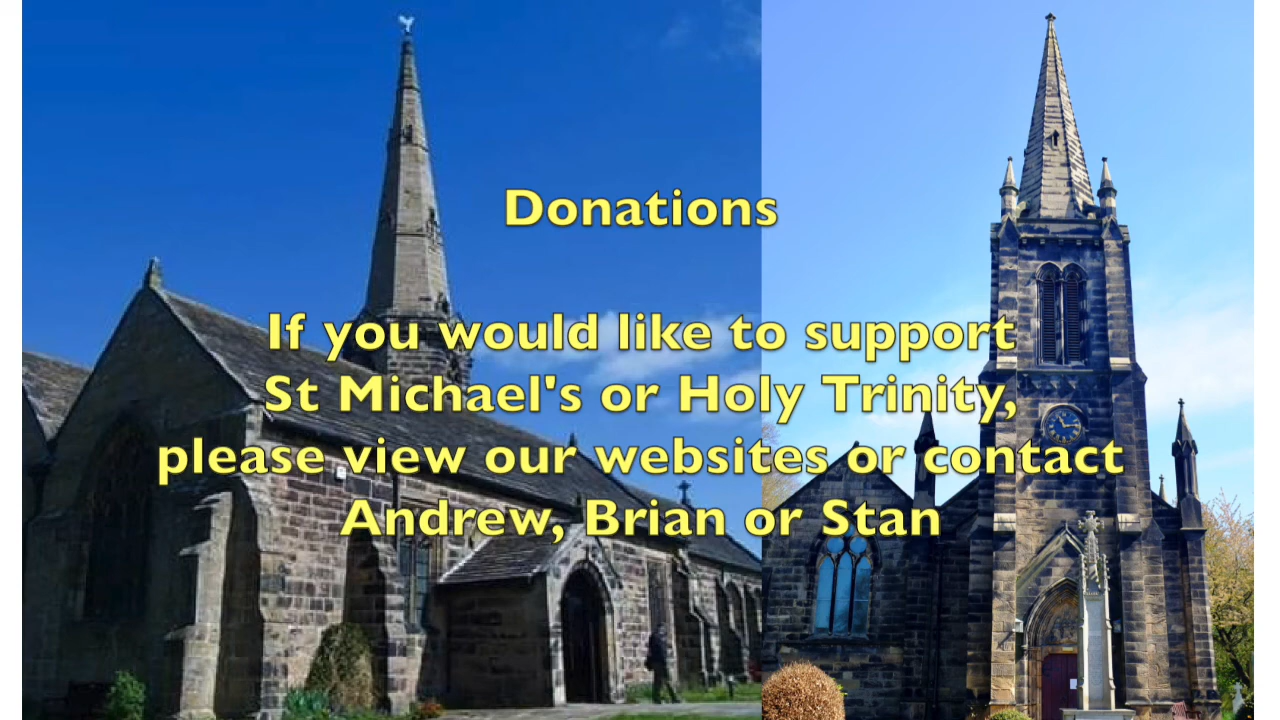 Donations
If you would like to support
St Michael's or Holy Trinity,
please view our websites or contact
Andrew, Brian or Stan